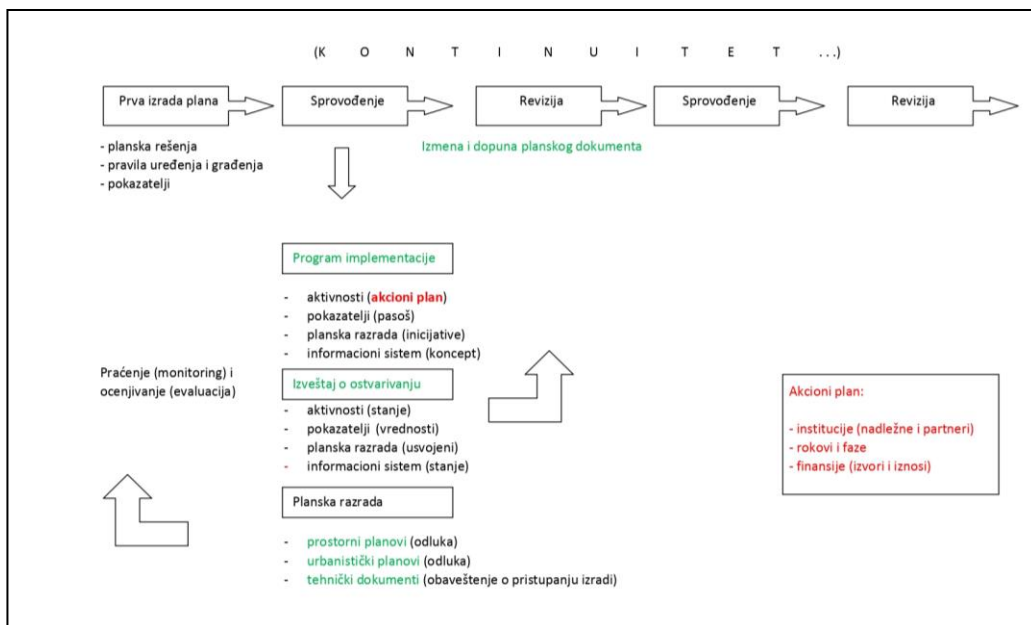 (K O N T I N U I T E T ...)
Prva izrada plana
Sprovođenje
Revizija
Sprovođenje
Revizija
- planska rešenja
- pravila uređenja i građenja
- pokazatelji
Izmena i dopuna planskog dokumenta
Program implementacije
- aktivnosti (akcioni plan)
- pokazatelji (pasoš)
- planska razrada (inicijative)
- informacioni sistem (koncept)
Praćenje (monitoring) i
ocenjivanje (evaluacija)
Izveštaj o ostvarivanju
- aktivnosti (stanje)
- pokazatelji (vrednosti)
- planska razrada (usvojeni)
- informacioni sistem (stanje)
Akcioni plan:
- institucije (nadležne i partneri)
- rokovi i faze
- finansije (izvori i iznosi)
Planska razrada
- prostorni planovi (odluka)
- urbanistički planovi (odluka)
- tehnički dokumenti (obaveštenje o pristupanju izradi)